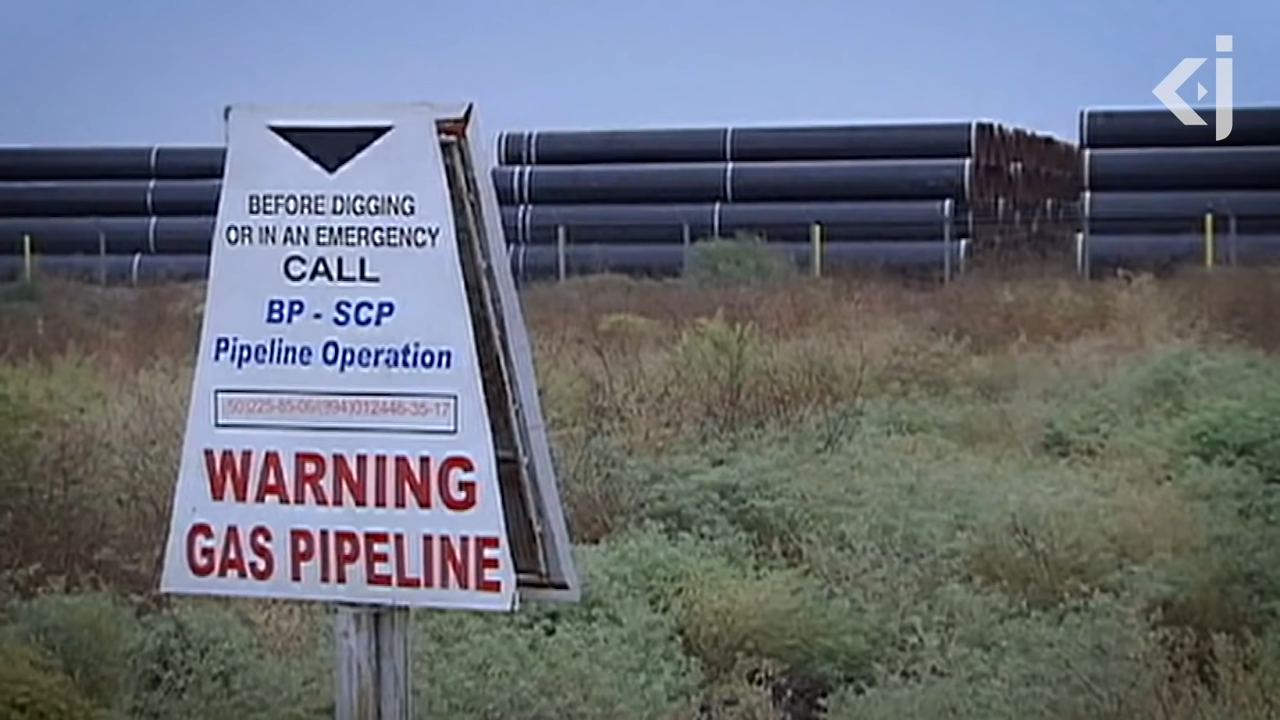 BEFORE DIGGING
OR IN AN EMERGENCY
CALL
BP - SCP
Pipeline Operation
WARNING
GAS PIPELINE